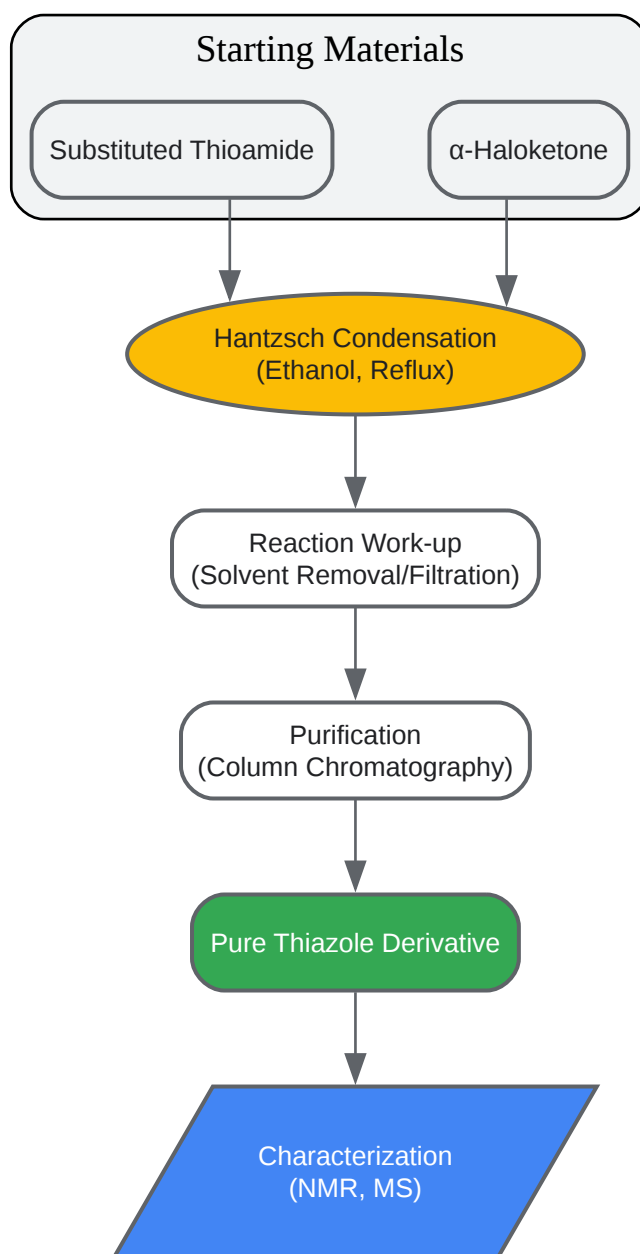 Starting Materials
Substituted Thioamide
α-Haloketone
Hantzsch Condensation
(Ethanol, Reflux)
Reaction Work-up
(Solvent Removal/Filtration)
Purification
(Column Chromatography)
Pure Thiazole Derivative
Characterization
(NMR, MS)